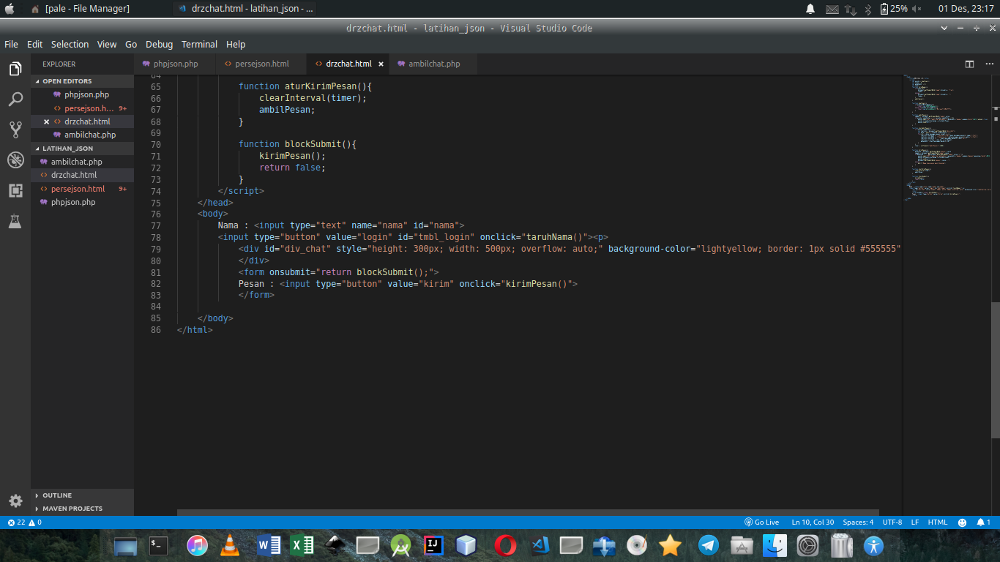 [pale - File Manager]
drzchat.html - latihan_json - ...
25%
01 Des, 23:17
drzchat.html - latihan_json - Visual Studio Code
File Edit Selection View Go Debug Terminal Help
EXPLORER
OPEN EDITORS
phpjson.php
persejson.h... 9+
drzchat.html
ambilchat.php
LATIHAN_JSON
ambilchat.php
drzchat.html
persejson.html 9+
phpjson.php
OUTLINE
MAVEN PROJECTS
phpjson.php persejson.html drzchat.html ambilchat.php
64
65 function aturKirimPesan(){
66 clearInterval(timer);
67 ambilPesan;
68 }
69
70 function blockSubmit(){
71 kirimPesan();
72 return false;
73 }
74 </script>
75 </head>
76 <body>
77 Nama : <input type="text" name="nama" id="nama">
78 <input type="button" value="login" id="tmbl_login" onclick="taruhNama()"><p>
79 <div id="div_chat" style="height: 300px; width: 500px; overflow: auto;" background-color="lightyellow; border: 1px solid #555555"
80 </div>
81 <form onsubmit="return blockSubmit();">
82 Pesan : <input type="button" value="kirim" onclick="kirimPesan()">
83 </form>
84
85 </body>
86 </html>
22 0
Go Live Ln 10, Col 30 Spaces: 4 UTF-8 LF HTML 1